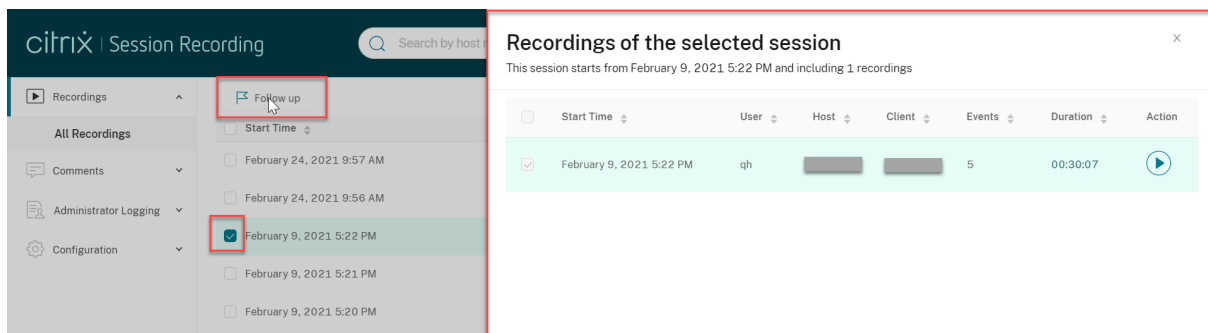 citrix | Session Recording
Search by host r
Recordings
All Recordings
Comments
Administrator Logging
Configuration
Follow up
Start Time
February 24, 2021 9:57 AM
February 24, 2021 9:56 AM
February 9, 2021 5:22 PM
February 9, 2021 5:21 PM
February 9, 2021 5:20 PM
Recordings of the selected session
This session starts from February 9, 2021 5:22 PM and including 1 recordings
Start Time User Host Client Events Duration Action
February 9, 2021 5:22 PM qh 5 00:30:07